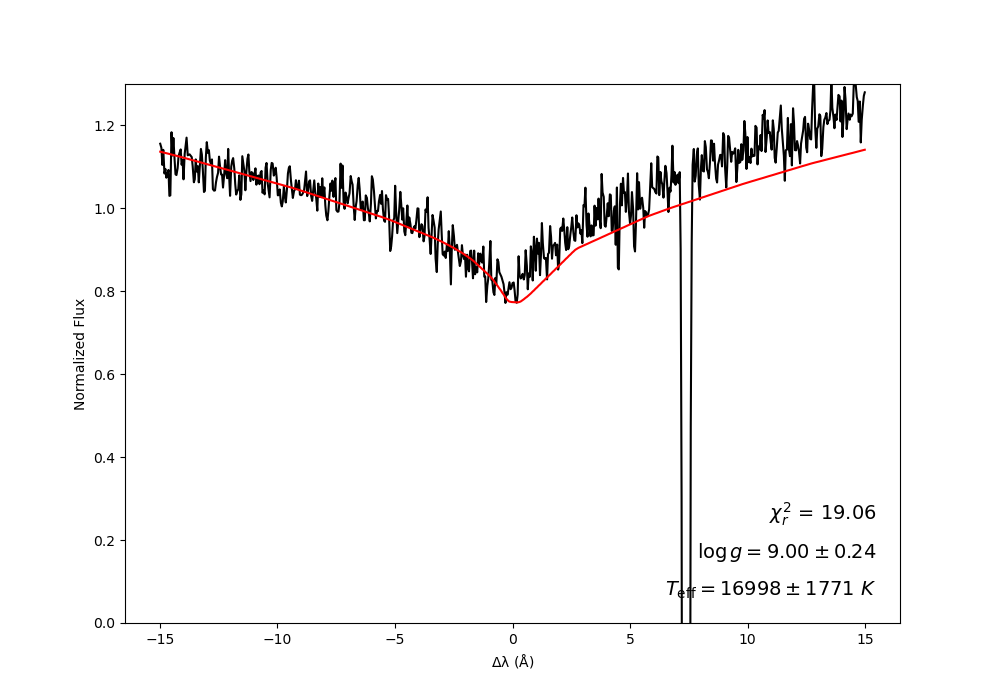 1.2
1.0
0.8
0.6
0.4
0.2
0.0
Normalized Flux
χ²ᵣ = 19.06
log g = 9.00 ± 0.24
T_eff = 16998 ± 1771 K
−15 −10 −5 0 5 10 15
Δλ (Å)